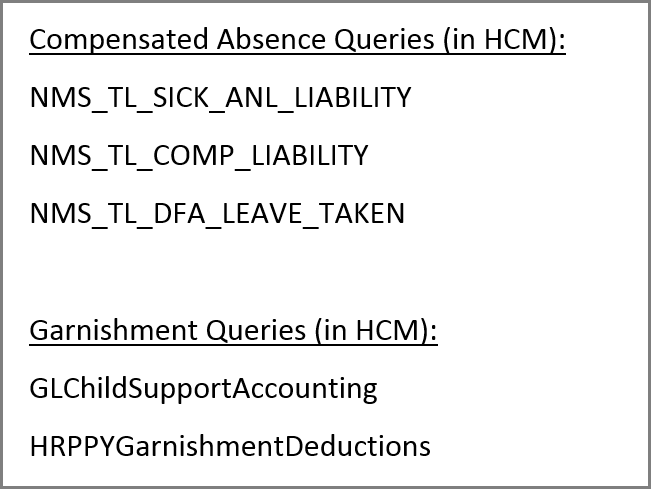 Compensated Absence Queries (in HCM):
NMS_TL_SICK_ANL_LIABILITY
NMS_TL_COMP_LIABILITY
NMS_TL_DFA_LEAVE_TAKEN
Garnishment Queries (in HCM):
GLChildSupportAccounting
HRPPYGarnishmentDeductions